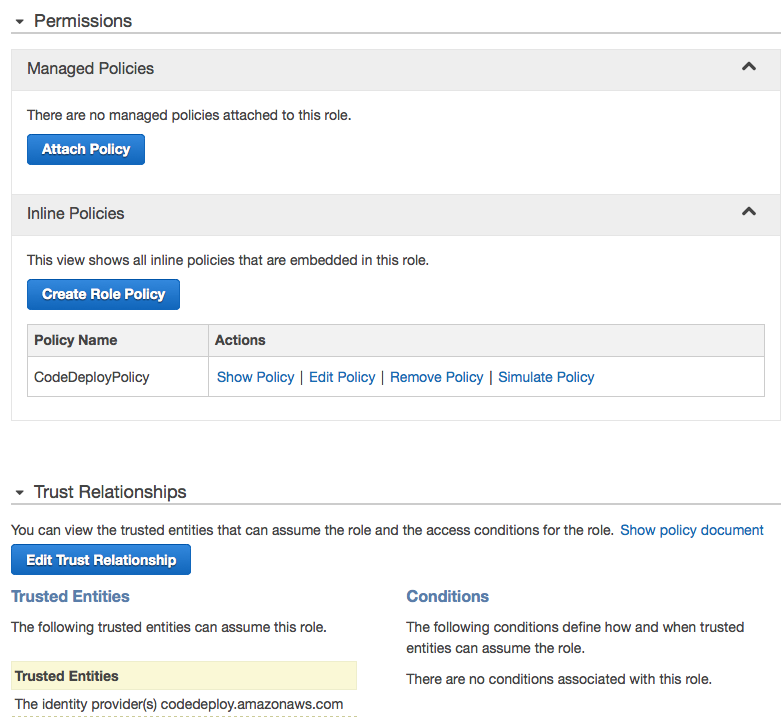 Permissions
Managed Policies
There are no managed policies attached to this role.
Attach Policy
Inline Policies
This view shows all inline policies that are embedded in this role.
Create Role Policy
Policy Name Actions
CodeDeployPolicy Show Policy | Edit Policy | Remove Policy | Simulate Policy
Trust Relationships
You can view the trusted entities that can assume the role and the access conditions for the role. Show policy document
Edit Trust Relationship
Trusted Entities
The following trusted entities can assume this role.
Trusted Entities
The identity provider(s) codedeploy.amazonaws.com
Conditions
The following conditions define how and when trusted
entities can assume the role.
There are no conditions associated with this role.